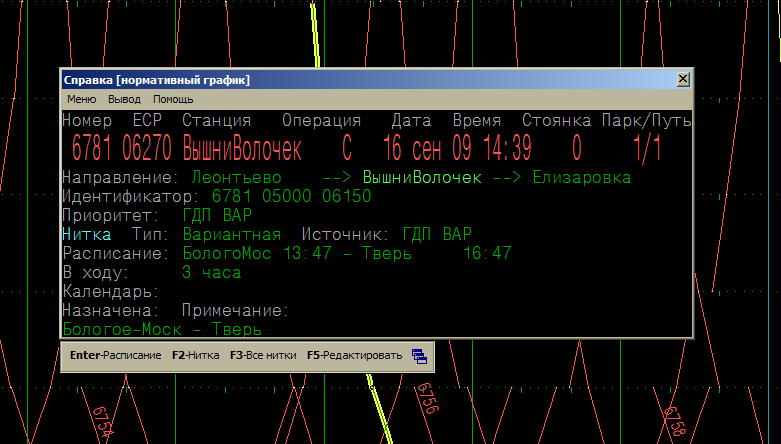 Справка [нормативный график]
Меню Вывод Помощь
Номер ЕСР Станция Операция Дата Время Стоянка Парк/Путь
6781 06270 ВышниВолочек С 16 сен 09 14:39 0 1/1
Направление: Леонтьево --> ВышниВолочек --> Елизаровка
Идентификатор: 6781 05000 06150
Приоритет: ГДП ВАР
Нитка Тип: Вариантная Источник: ГДП ВАР
Расписание: БологоМос 13:47 - Тверь 16:47
В ходу: 3 часа
Календарь:
Назначена: Примечание:
Бологое-Моск - Тверь
Enter-Расписание F2-Нитка F3-Все нитки F5-Редактировать
6754
6756
6758